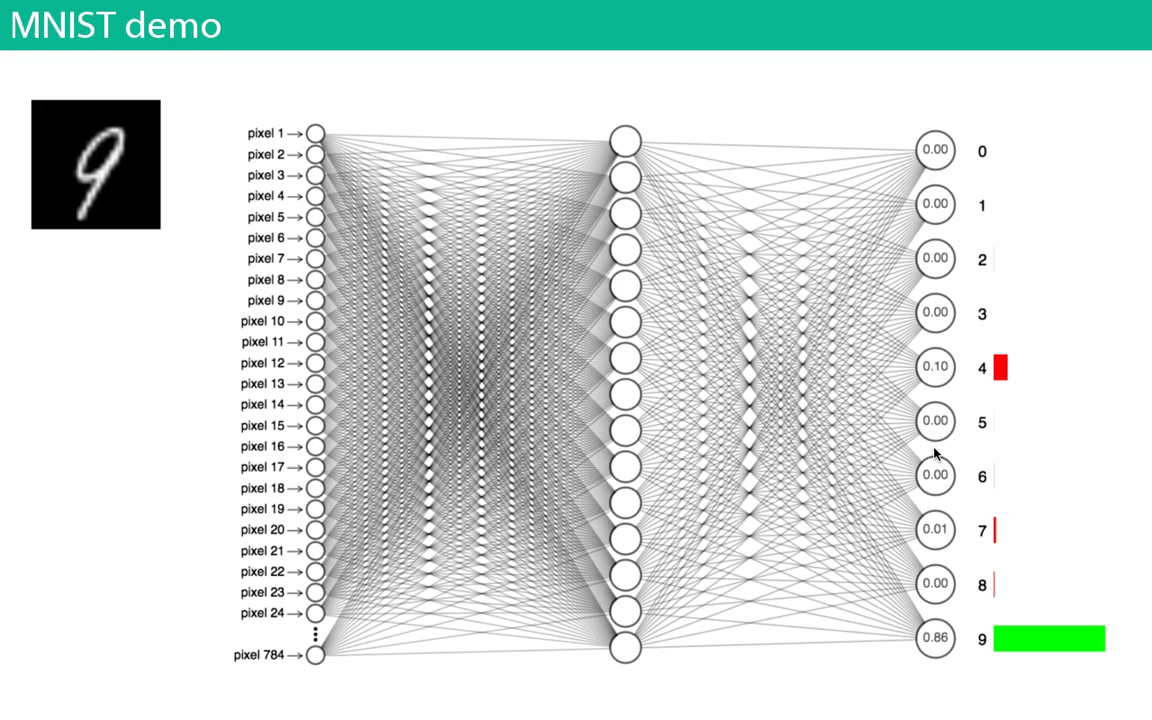 MNIST demo
9
pixel 1
pixel 2
pixel 3
pixel 4
pixel 5
pixel 6
pixel 7
pixel 8
pixel 9
pixel 10
pixel 11
pixel 12
pixel 13
pixel 14
pixel 15
pixel 16
pixel 17
pixel 18
pixel 19
pixel 20
pixel 21
pixel 22
pixel 23
pixel 24
pixel 784
0.00 0
0.00 1
0.00 2
0.00 3
0.10 4
0.00 5
0.00 6
0.01 7
0.00 8
0.86 9